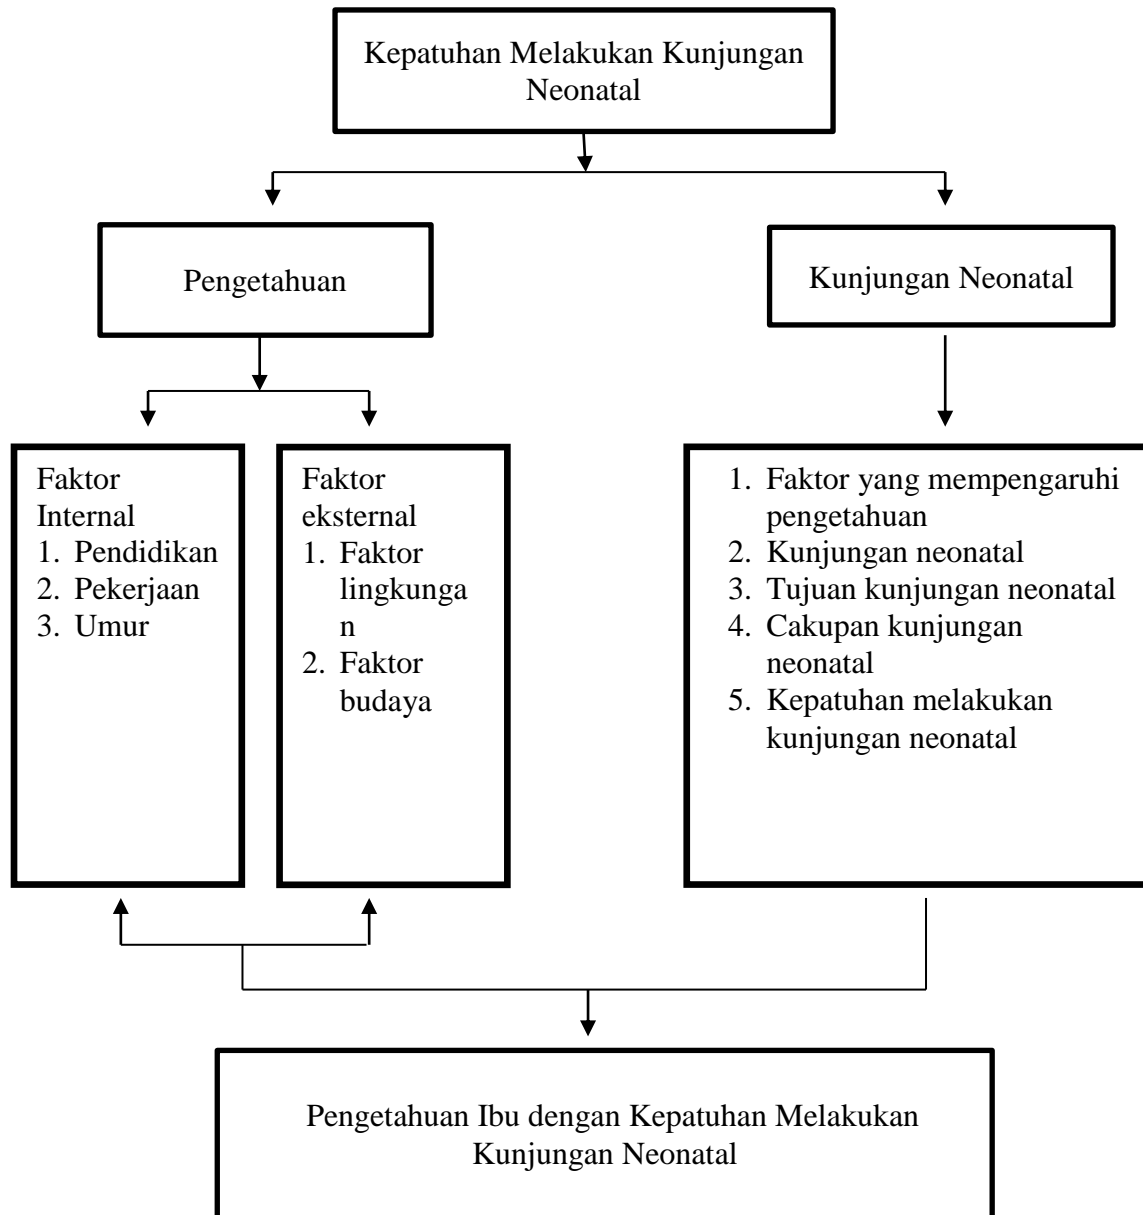 Kepatuhan Melakukan Kunjungan
Neonatal
Pengetahuan
Kunjungan Neonatal
Faktor
Internal
1. Pendidikan
2. Pekerjaan
3. Umur
Faktor
eksternal
1. Faktor
lingkunga
n
2. Faktor
budaya
1. Faktor yang mempengaruhi
pengetahuan
2. Kunjungan neonatal
3. Tujuan kunjungan neonatal
4. Cakupan kunjungan
neonatal
5. Kepatuhan melakukan
kunjungan neonatal
Pengetahuan Ibu dengan Kepatuhan Melakukan
Kunjungan Neonatal